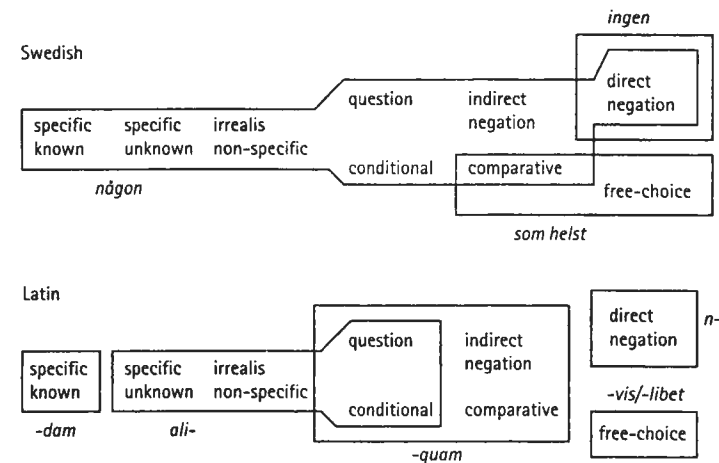 ingen
Swedish
question indirect negation direct negation
specific known specific unknown irrealis non-specific
conditional comparative
någon
free-choice
som helst
Latin
question indirect negation direct negation n-
specific known specific unknown irrealis non-specific
-vis/-libet
conditional comparative
-dam ali- free-choice
-quam